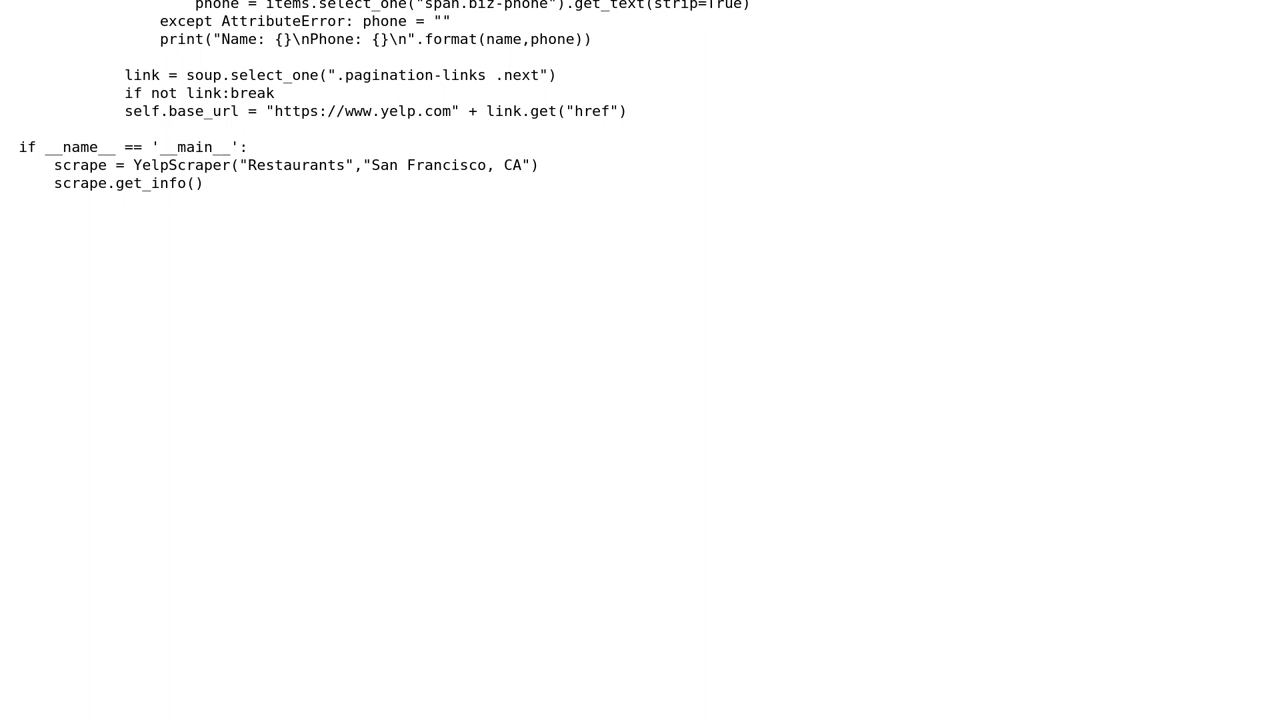 phone = items.select_one("span.biz-phone").get_text(strip=True)
except AttributeError: phone = ""
print("Name: {}\nPhone: {}\n".format(name,phone))
link = soup.select_one(".pagination-links .next")
if not link:break
self.base_url = "https://www.yelp.com" + link.get("href")
if __name__ == '__main__':
scrape = YelpScraper("Restaurants","San Francisco, CA")
scrape.get_info()